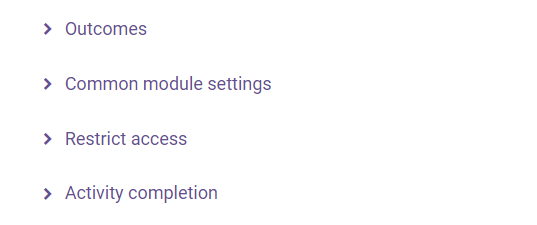 Outcomes
Common module settings
Restrict access
Activity completion